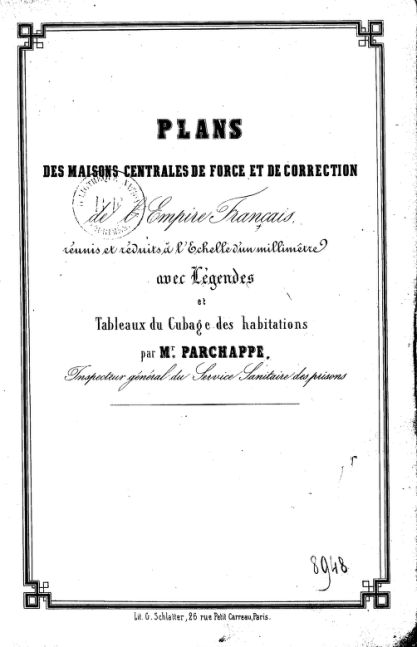 PLANS
DES MAISONS CENTRALES DE FORCE ET DE CORRECTION
de l'Empire Français,
réunis et réduits à l'Echelle d'un millimètre
avec Légendes
et
Tableaux du Cubage des habitations
par Mr. PARCHAPPE,
Inspecteur général du Service Sanitaire des prisons
8948
Lit. G. Schlatter, 26 rue Petit Carreau, Paris.